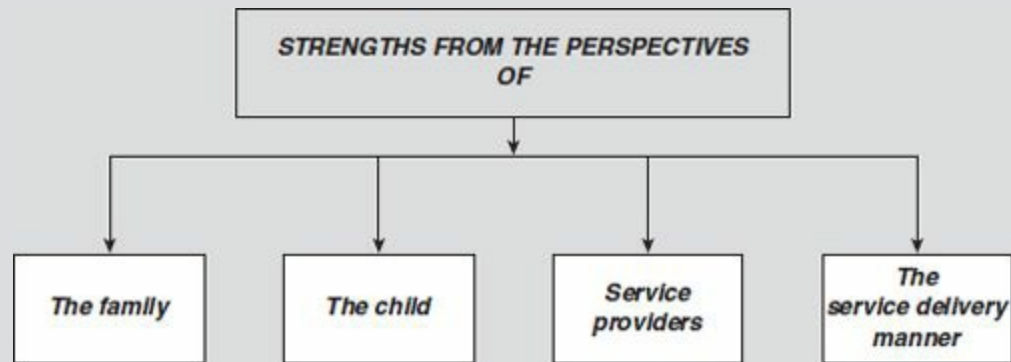 STRENGTHS FROM THE PERSPECTIVES
OF
The family
The child
Service
providers
The
service delivery
manner